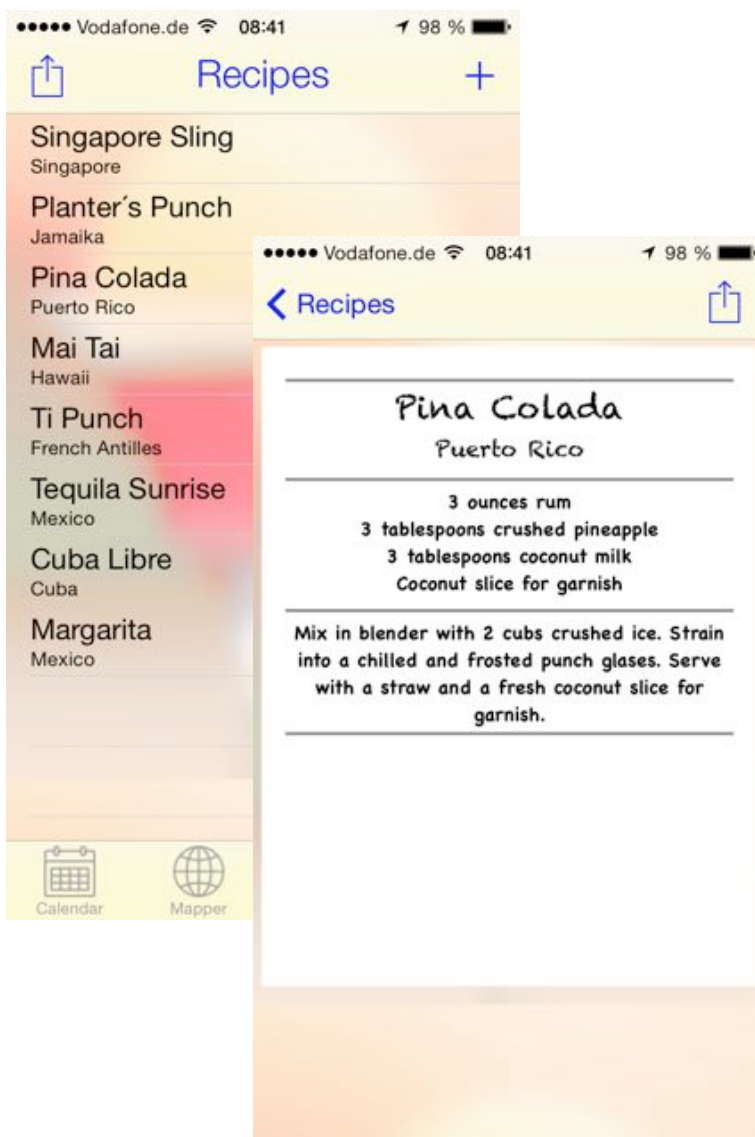 ●●●●● Vodafone.de 08:41 98 %
Recipes
Singapore Sling
Singapore
Planter´s Punch
Jamaika
Pina Colada
Puerto Rico
Mai Tai
Hawaii
Ti Punch
French Antilles
Tequila Sunrise
Mexico
Cuba Libre
Cuba
Margarita
Mexico
Calendar
Mapper
●●●●● Vodafone.de 08:41 98 %
Recipes
Pina Colada
Puerto Rico
3 ounces rum
3 tablespoons crushed pineapple
3 tablespoons coconut milk
Coconut slice for garnish
Mix in blender with 2 cubs crushed ice. Strain
into a chilled and frosted punch glases. Serve
with a straw and a fresh coconut slice for
garnish.